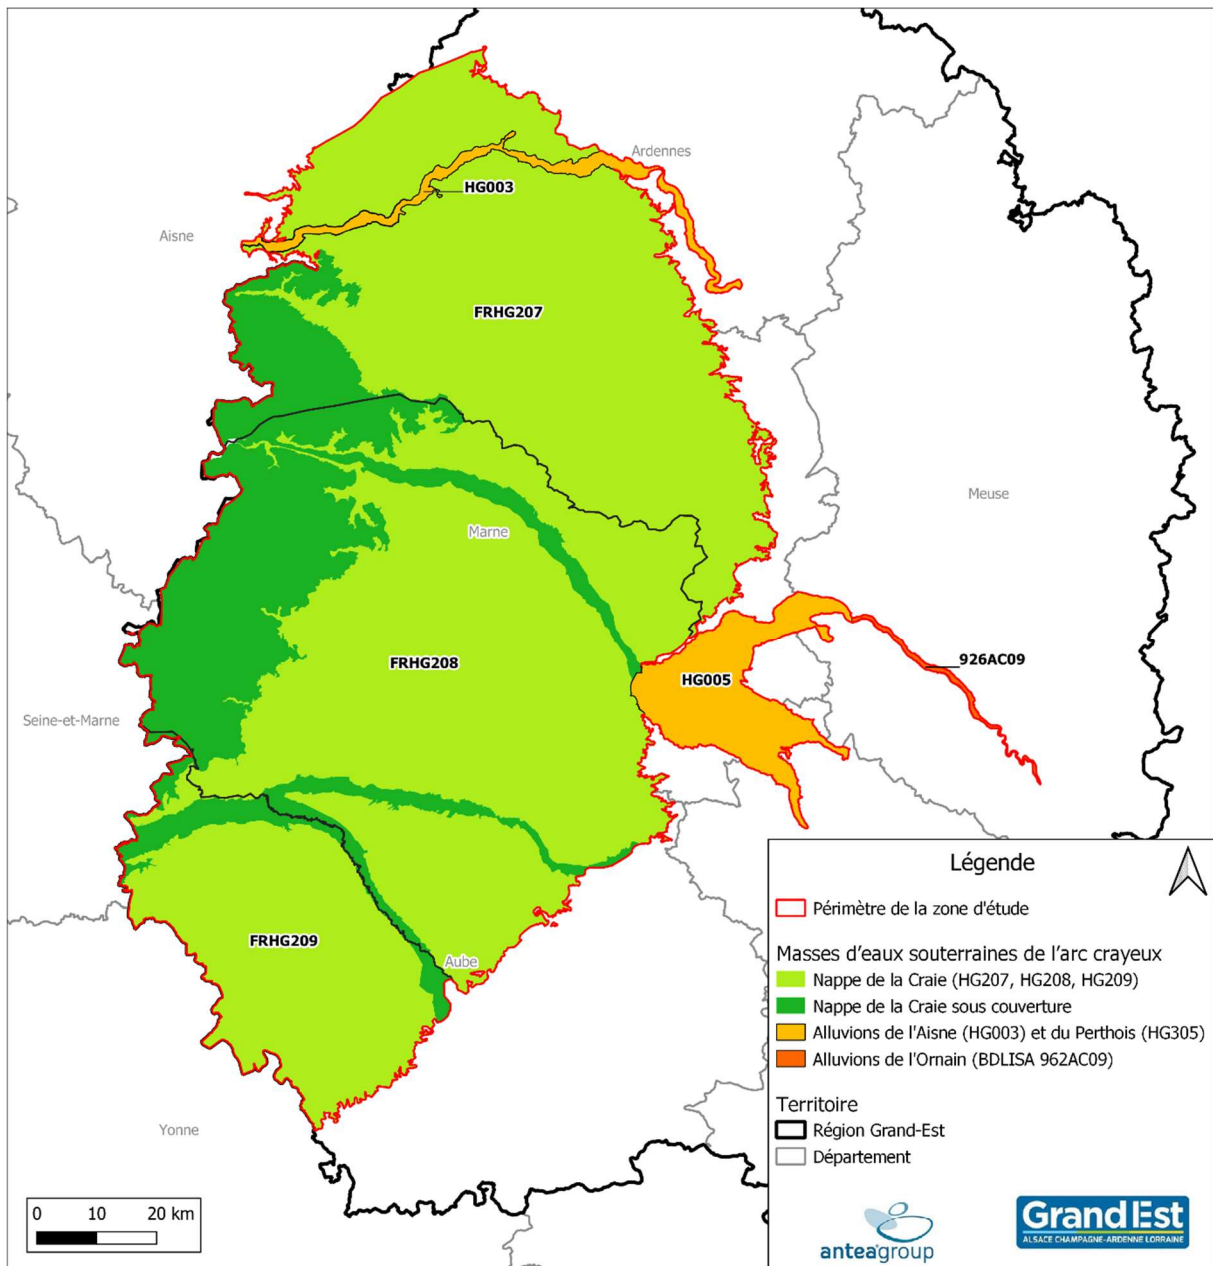 Ardennes
HG003
Aisne
FRHG207
Meuse
Marne
926AC09
FRHG208
HG005
Seine-et-Marne
FRHG209
Aube
Yonne
0 10 20 km
Légende
Périmètre de la zone d'étude
Masses d’eaux souterraines de l’arc crayeux
Nappe de la Craie (HG207, HG208, HG209)
Nappe de la Craie sous couverture
Alluvions de l'Aisne (HG003) et du Perthois (HG305)
Alluvions de l'Ornain (BDLISA 962AC09)
Territoire
Région Grand-Est
Département
anteagroup
GrandEst
ALSACE CHAMPAGNE-ARDENNE LORRAINE